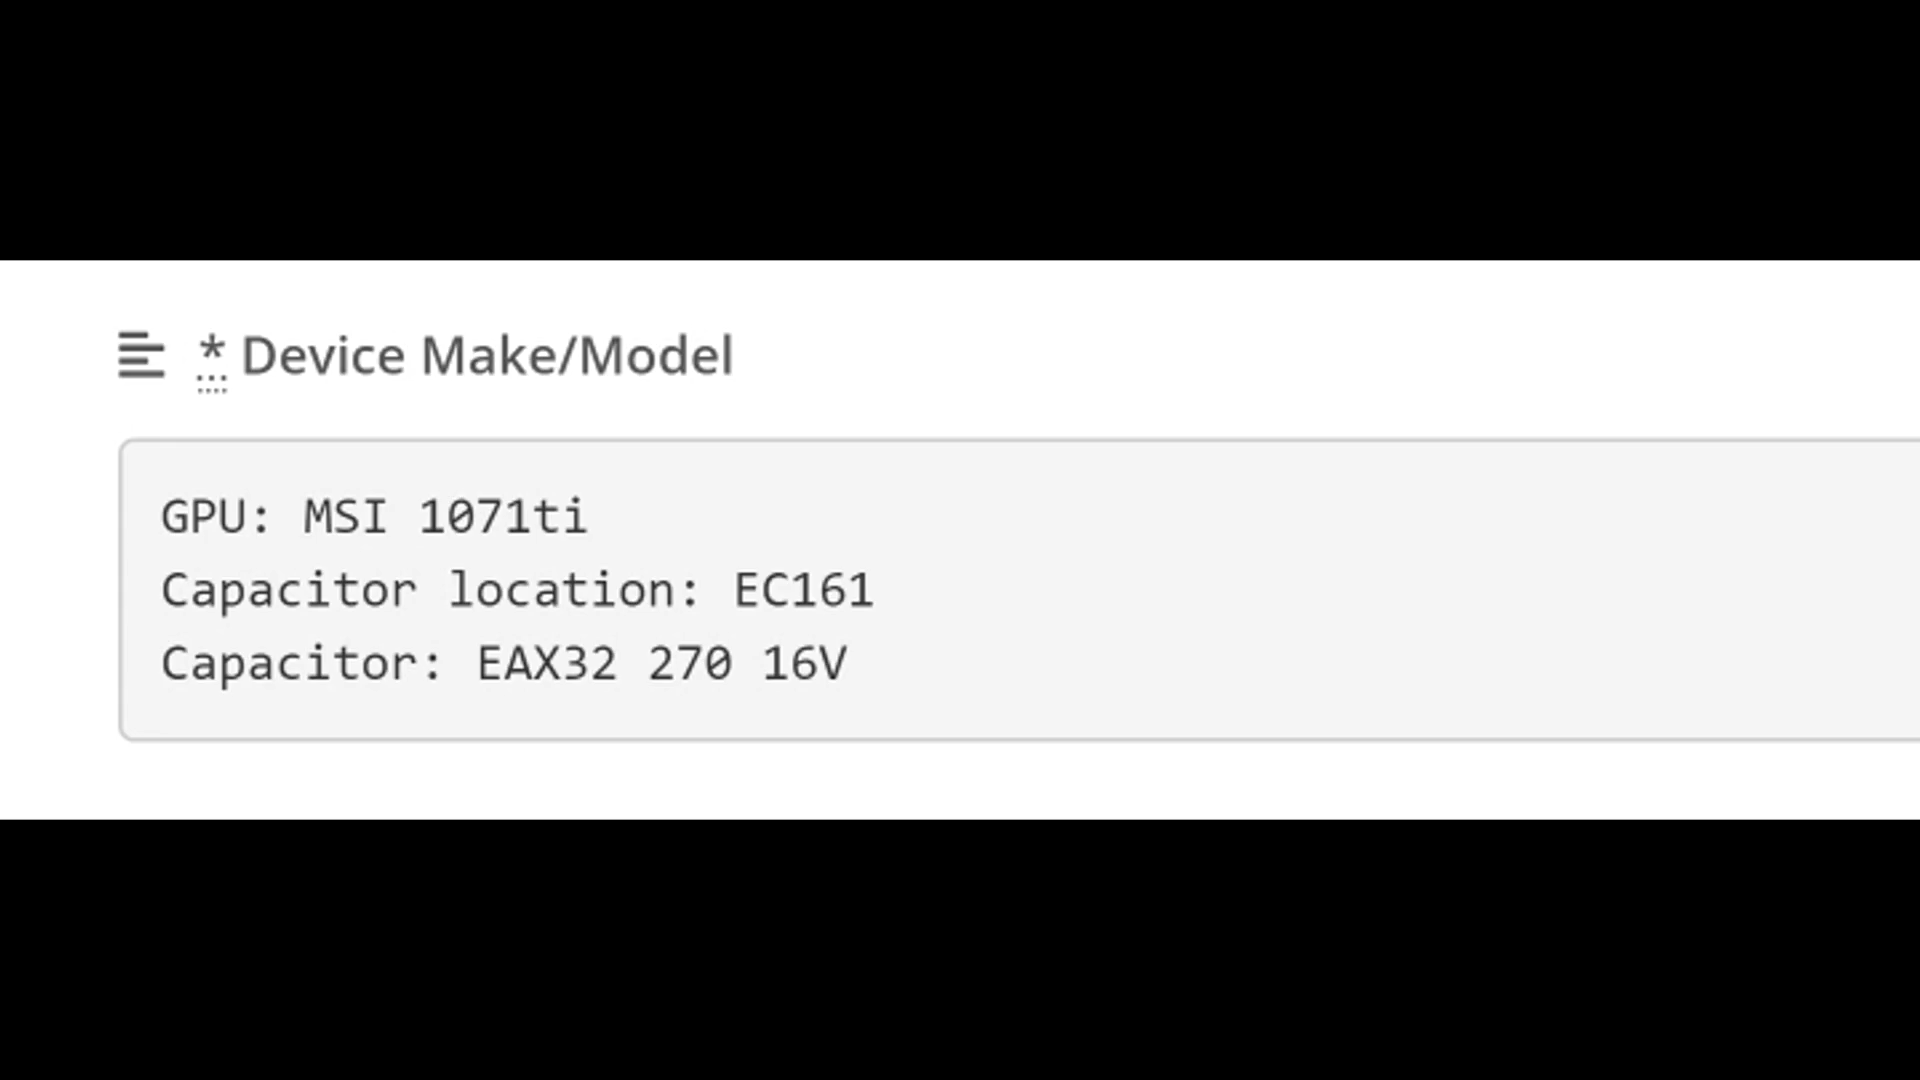 * Device Make/Model
GPU: MSI 1071ti
Capacitor location: EC161
Capacitor: EAX32 270 16V